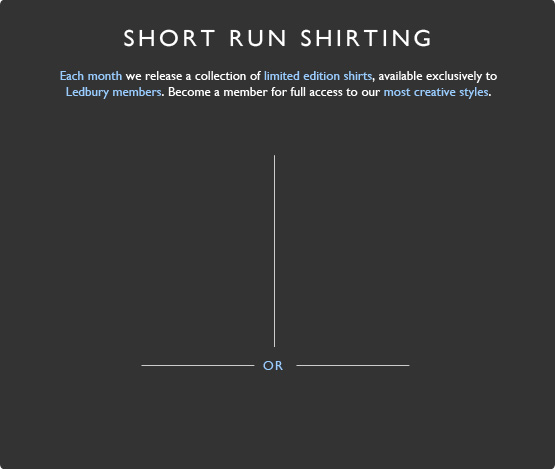 SHORT RUN SHIRTING
Each month we release a collection of limited edition shirts, available exclusively to
Ledbury members. Become a member for full access to our most creative styles.
OR